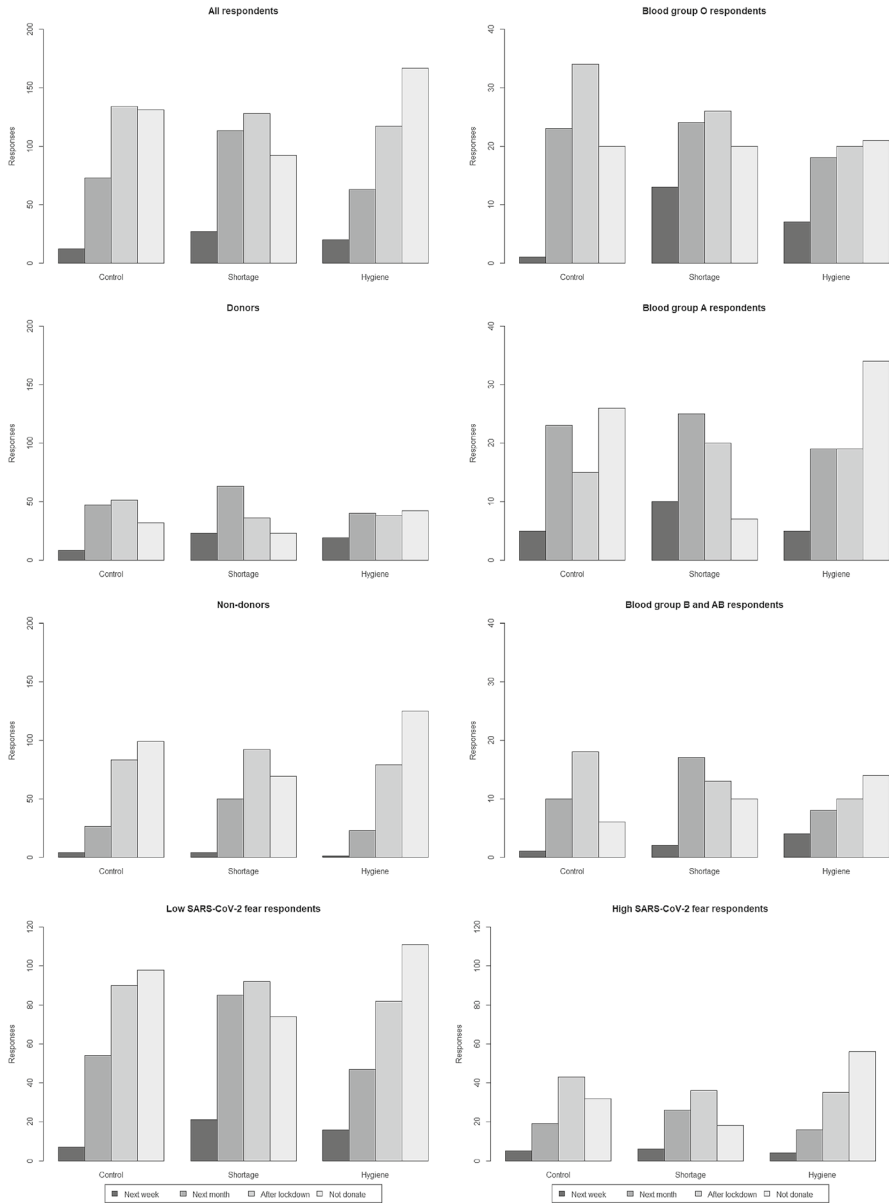 All respondents
200
150
100
50
0
Responses
Control
Shortage
Hygiene
Blood group O respondents
40
30
20
10
0
Responses
Control
Shortage
Hygiene
Donors
200
150
100
50
0
Responses
Control
Shortage
Hygiene
Blood group A respondents
40
30
20
10
0
Responses
Control
Shortage
Hygiene
Non-donors
200
150
100
50
0
Responses
Control
Shortage
Hygiene
Blood group B and AB respondents
40
30
20
10
0
Responses
Control
Shortage
Hygiene
Low SARS-CoV-2 fear respondents
120
100
80
60
40
20
0
Responses
Control
Shortage
Hygiene
High SARS-CoV-2 fear respondents
120
100
80
60
40
20
0
Responses
Control
Shortage
Hygiene
Next week Next month After lockdown Not donate
Next week Next month After lockdown Not donate